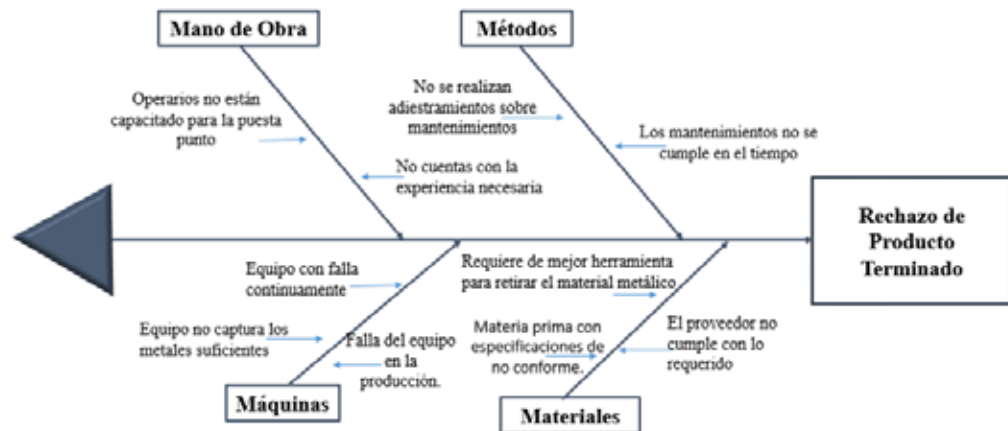 Mano de Obra
Métodos
Operarios no están
capacitado para la puesta
punto
No cuentas con la
experiencia necesaria
No se realizan
adiestramientos sobre
mantenimientos
Los mantenimientos no se
cumple en el tiempo
Rechazo de
Producto
Terminado
Equipo con falla
continuamente
Equipo no captura los
metales suficientes
Falla del equipo
en la
producción.
Máquinas
Requiere de mejor herramienta
para retirar el material metálico
Materia prima con
especificaciones de
no conforme.
El proveedor no
cumple con lo
requerido
Materiales